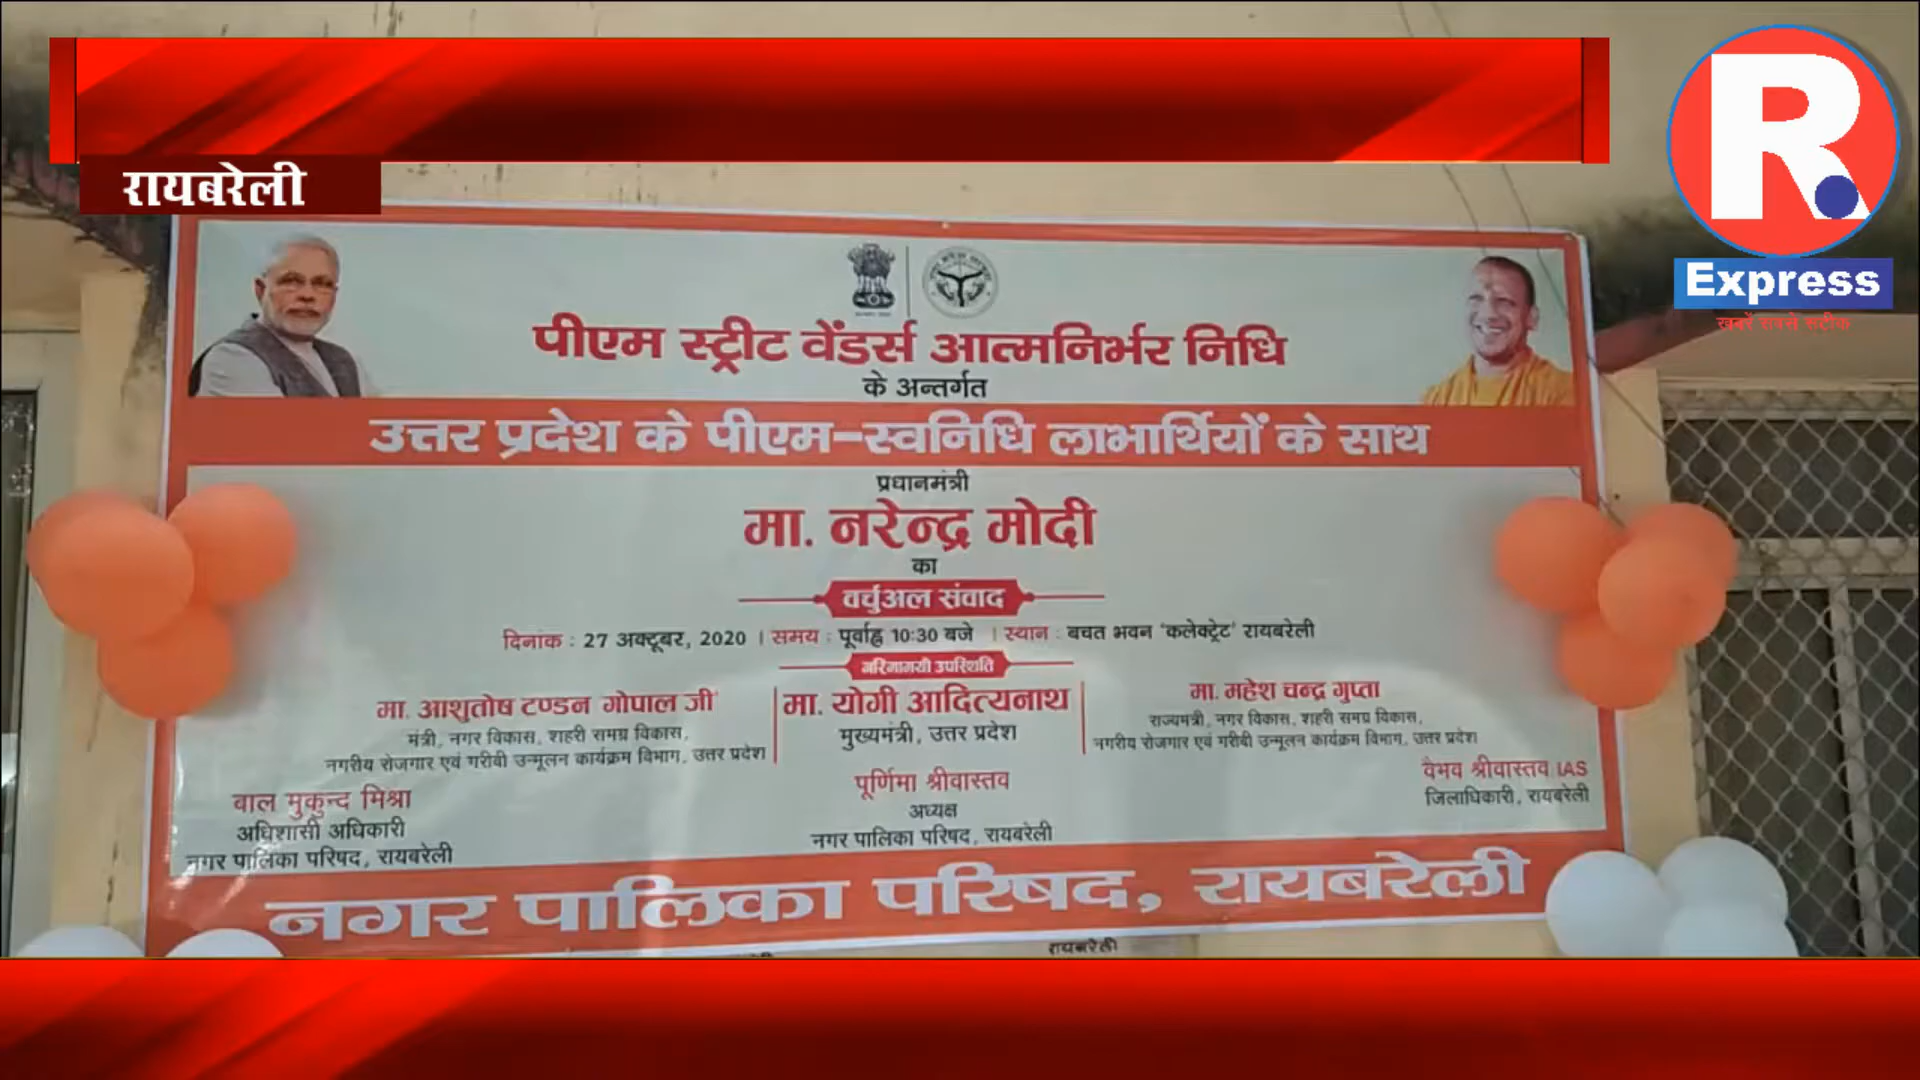 रायबरेली
R
Express
खबरें सबसे सटीक
पीएम स्ट्रीट वेंडर्स आत्मनिर्भर निधि
के अन्तर्गत
उत्तर प्रदेश के पीएम-स्वनिधि लाभार्थियों के साथ
प्रधानमंत्री
मा. नरेन्द्र मोदी
का
वर्चुअल संवाद
दिनांक : 27 अक्टूबर, 2020 । समय : पूर्वाह्न 10:30 बजे । स्थान : बचत भवन 'कलेक्ट्रेट' रायबरेली
गरिमामयी उपस्थिति
मा. आशुतोष टण्डन गोपाल जी
मंत्री, नगर विकास, शहरी समग्र विकास,
नगरीय रोजगार एवं गरीबी उन्मूलन कार्यक्रम विभाग, उत्तर प्रदेश
मा. योगी आदित्यनाथ
मुख्यमंत्री, उत्तर प्रदेश
मा. महेश चन्द्र गुप्ता
राज्यमंत्री, नगर विकास, शहरी समग्र विकास,
नगरीय रोजगार एवं गरीबी उन्मूलन कार्यक्रम विभाग, उत्तर प्रदेश
बाल मुकुन्द मिश्रा
अधिशासी अधिकारी
नगर पालिका परिषद, रायबरेली
पूर्णिमा श्रीवास्तव
अध्यक्ष
नगर पालिका परिषद, रायबरेली
वैभव श्रीवास्तव IAS
जिलाधिकारी, रायबरेली
नगर पालिका परिषद, रायबरेली
रायबरेली